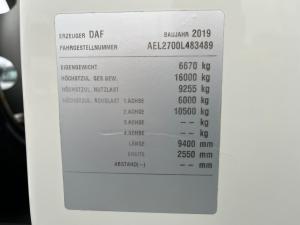 ERZEUGER DAF BAUJAHR 2019
FAHRGESTELLNUMMER AEL2700L483489
EIGENGEWICHT 6670 kg
HÖCHSTZUL. GES.GEW. 16000 kg
HÖCHSTZUL. NUTZLAST 9255 kg
HÖCHSTZUL. 1.ACHSE 6000 kg
2.ACHSE 10500 kg
3.ACHSE -- kg
4.ACHSE -- kg
LÄNGE 9400 mm
BREITE 2550 mm
ABSTAND(-) -- mm